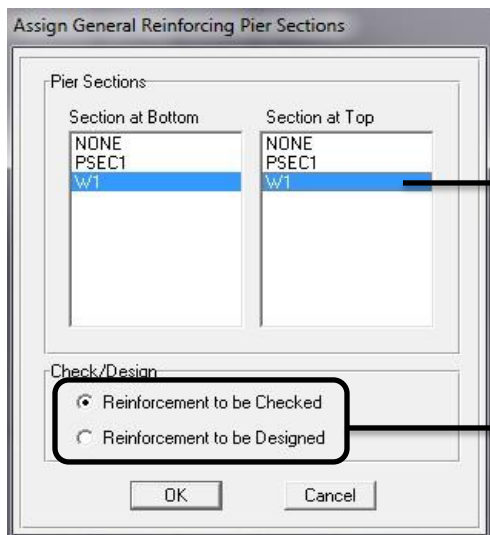 Assign General Reinforcing Pier Sections
Pier Sections
Section at Bottom
Section at Top
NONE
PSEC1
W1
NONE
PSEC1
W1
Check/Design
Reinforcement to be Checked
Reinforcement to be Designed
OK
Cancel